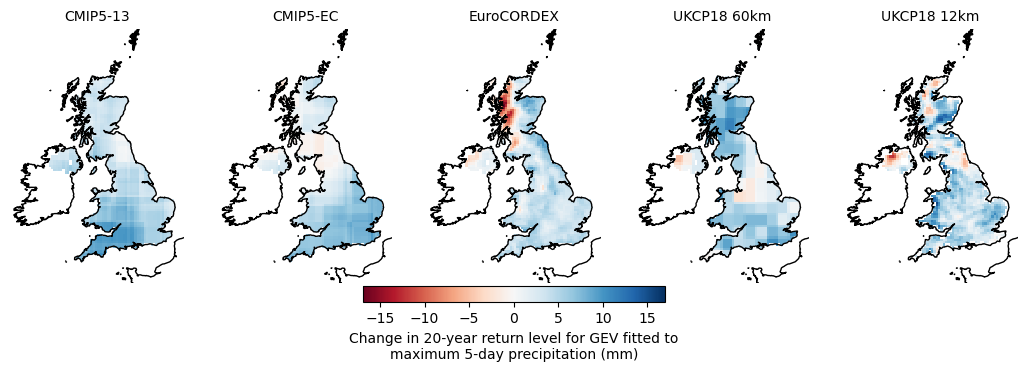 CMIP5-13 CMIP5-EC EuroCORDEX UKCP18 60km UKCP18 12km
−15 −10 −5 0 5 10 15
Change in 20-year return level for GEV fitted to
maximum 5-day precipitation (mm)